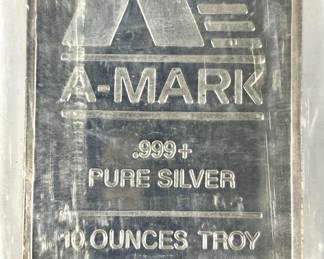 A-MARK
.999+
PURE SILVER
10 OUNCES TROY